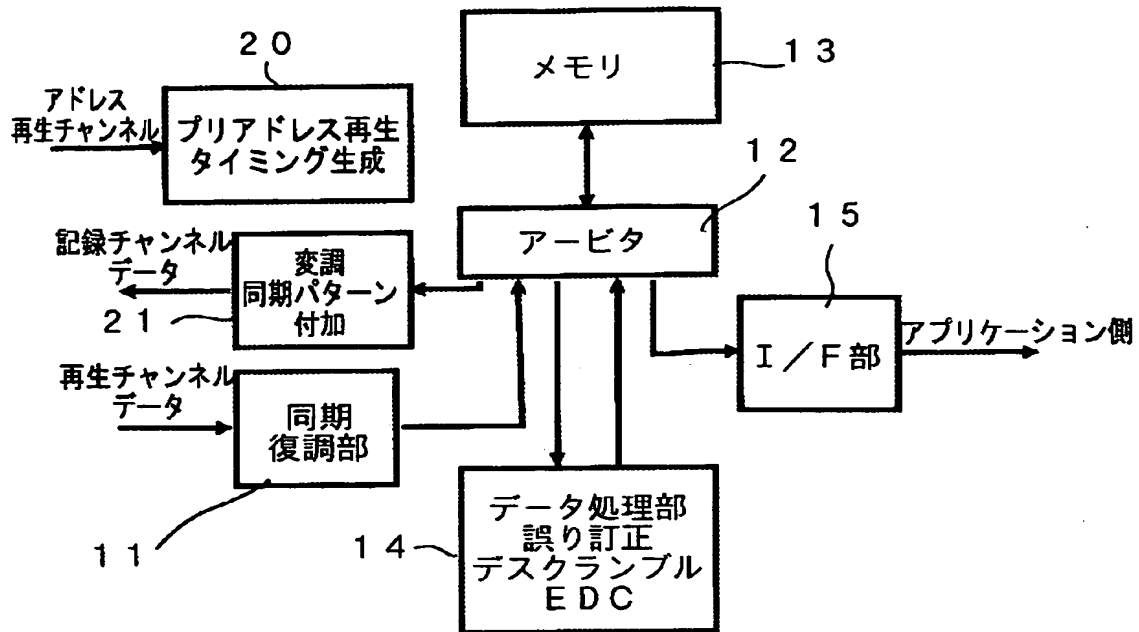 ２０
アドレス
再生チャンネル
プリアドレス再生
タイミング生成
メモリ
１３
１２
アービタ
１５
記録チャンネル
データ
２１
変調
同期パターン
付加
I／F部
アプリケーション側
再生チャンネル
データ
同期
復調部
１１
１４
データ処理部
誤り訂正
デスクランブル
EDC